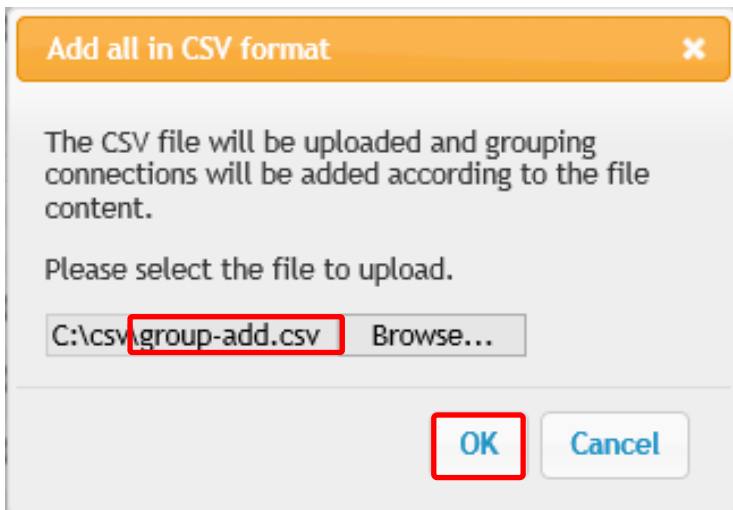 Add all in CSV format
The CSV file will be uploaded and grouping
connections will be added according to the file
content.
Please select the file to upload.
C:\csv\group-add.csv Browse...
OK Cancel